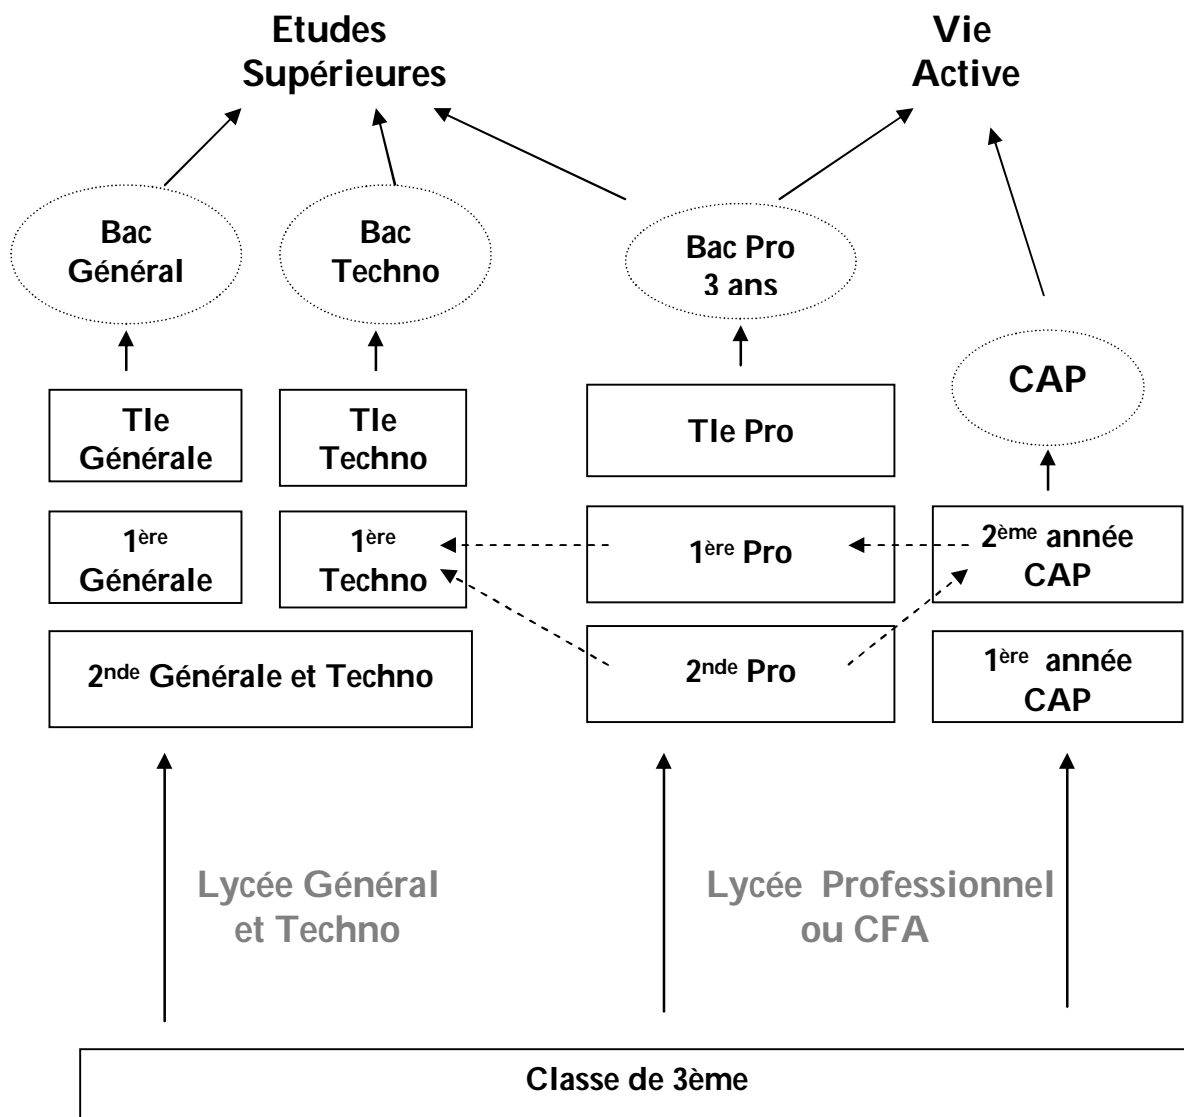 Etudes
Supérieures
Vie
Active
Bac
Général
Bac
Techno
Bac Pro
3 ans
CAP
Tle
Générale
Tle
Techno
Tle Pro
1ère
Générale
1ère
Techno
1ère Pro
2ème année
CAP
2nde Générale et Techno
2nde Pro
1ère année
CAP
Lycée Général
et Techno
Lycée Professionnel
ou CFA
Classe de 3ème